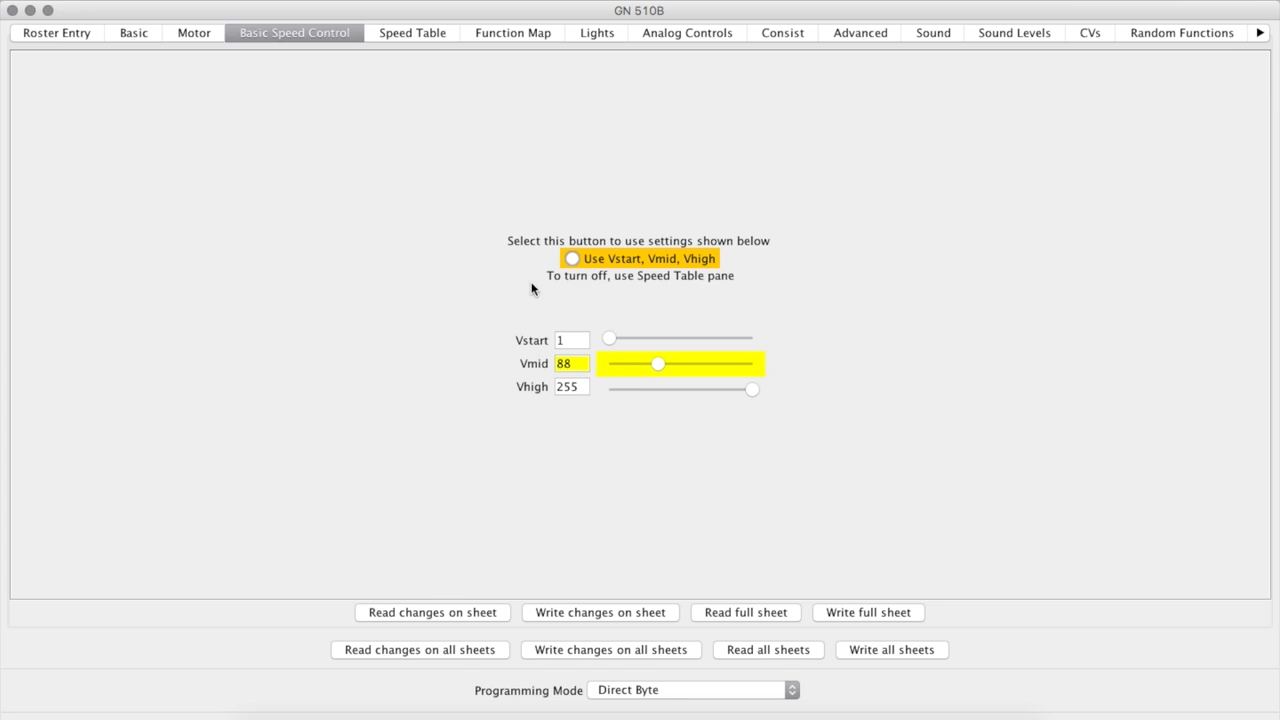 GN 510B
Roster Entry Basic Motor Basic Speed Control Speed Table Function Map Lights Analog Controls Consist Advanced Sound Sound Levels CVs Random Functions
Select this button to use settings shown below
Use Vstart, Vmid, Vhigh
To turn off, use Speed Table pane
Vstart 1
Vmid 88
Vhigh 255
Read changes on sheet Write changes on sheet Read full sheet Write full sheet
Read changes on all sheets Write changes on all sheets Read all sheets Write all sheets
Programming Mode Direct Byte